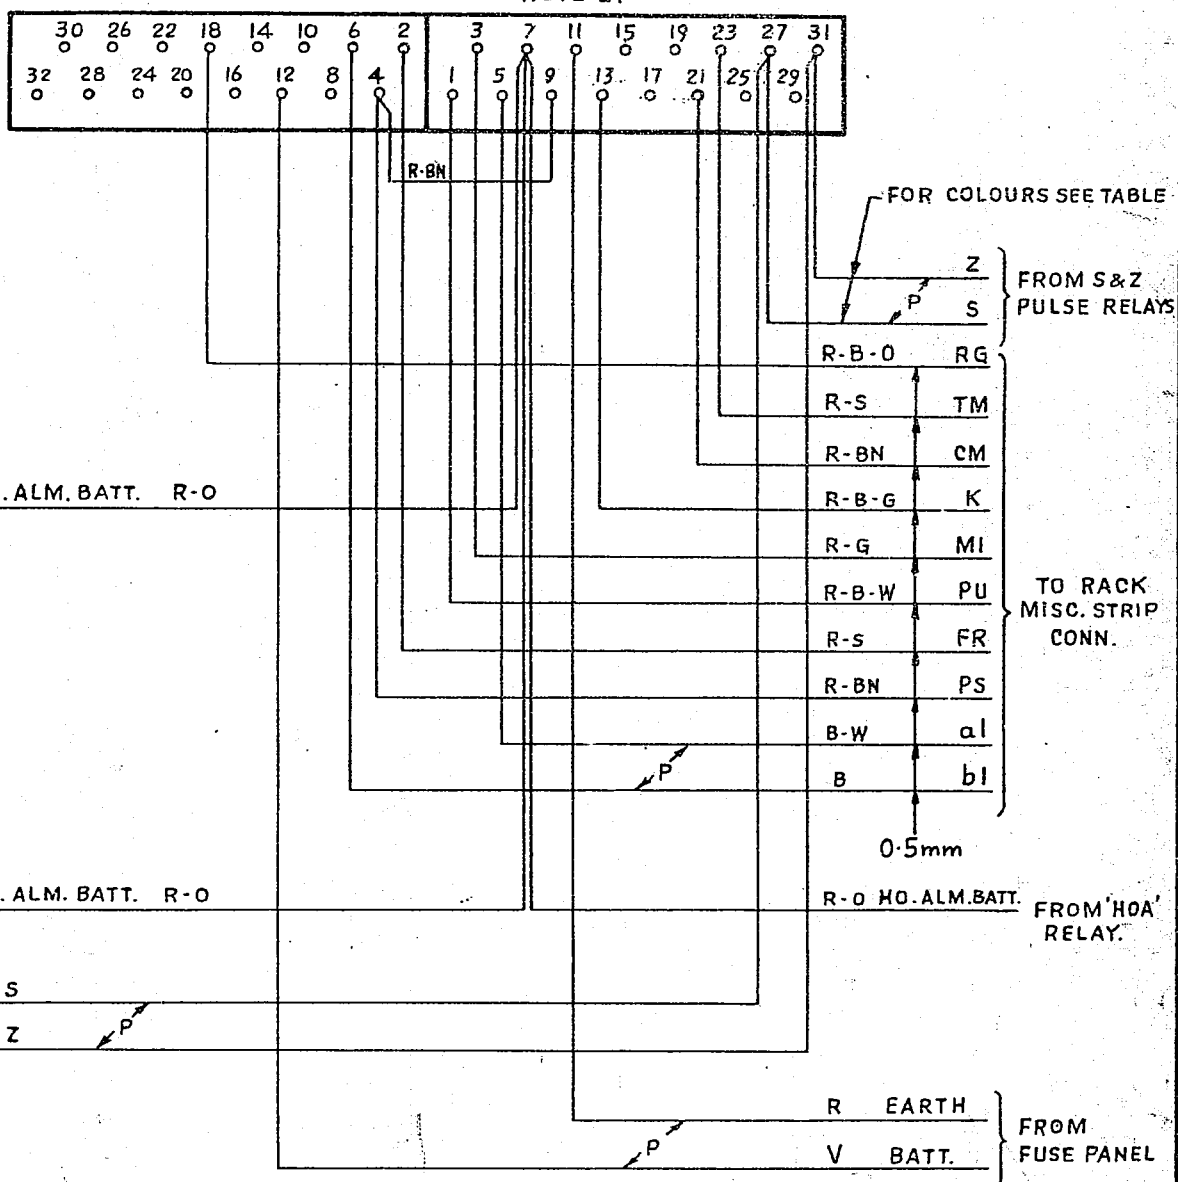 30 26 22 18 14 10 6 2 3 7 11 15 19 23 27 31
32 28 24 20 16 12 8 4 1 5 9 13 17 21 25 29
R-BN
FOR COLOURS SEE TABLE
Z
P
S
FROM S&Z
PULSE RELAYS
R-B-O RG
R-S TM
R-BN CM
. ALM. BATT. R-O
R-B-G K
R-G MI
R-B-W PU
R-S FR
R-BN PS
B-W al
P
B bl
TO RACK
MISC. STRIP
CONN.
0.5mm
. ALM. BATT. R-O
R-O HO. ALM. BATT.
FROM 'HOA'
RELAY.
S
P
Z
R EARTH
P
V BATT.
FROM
FUSE PANEL